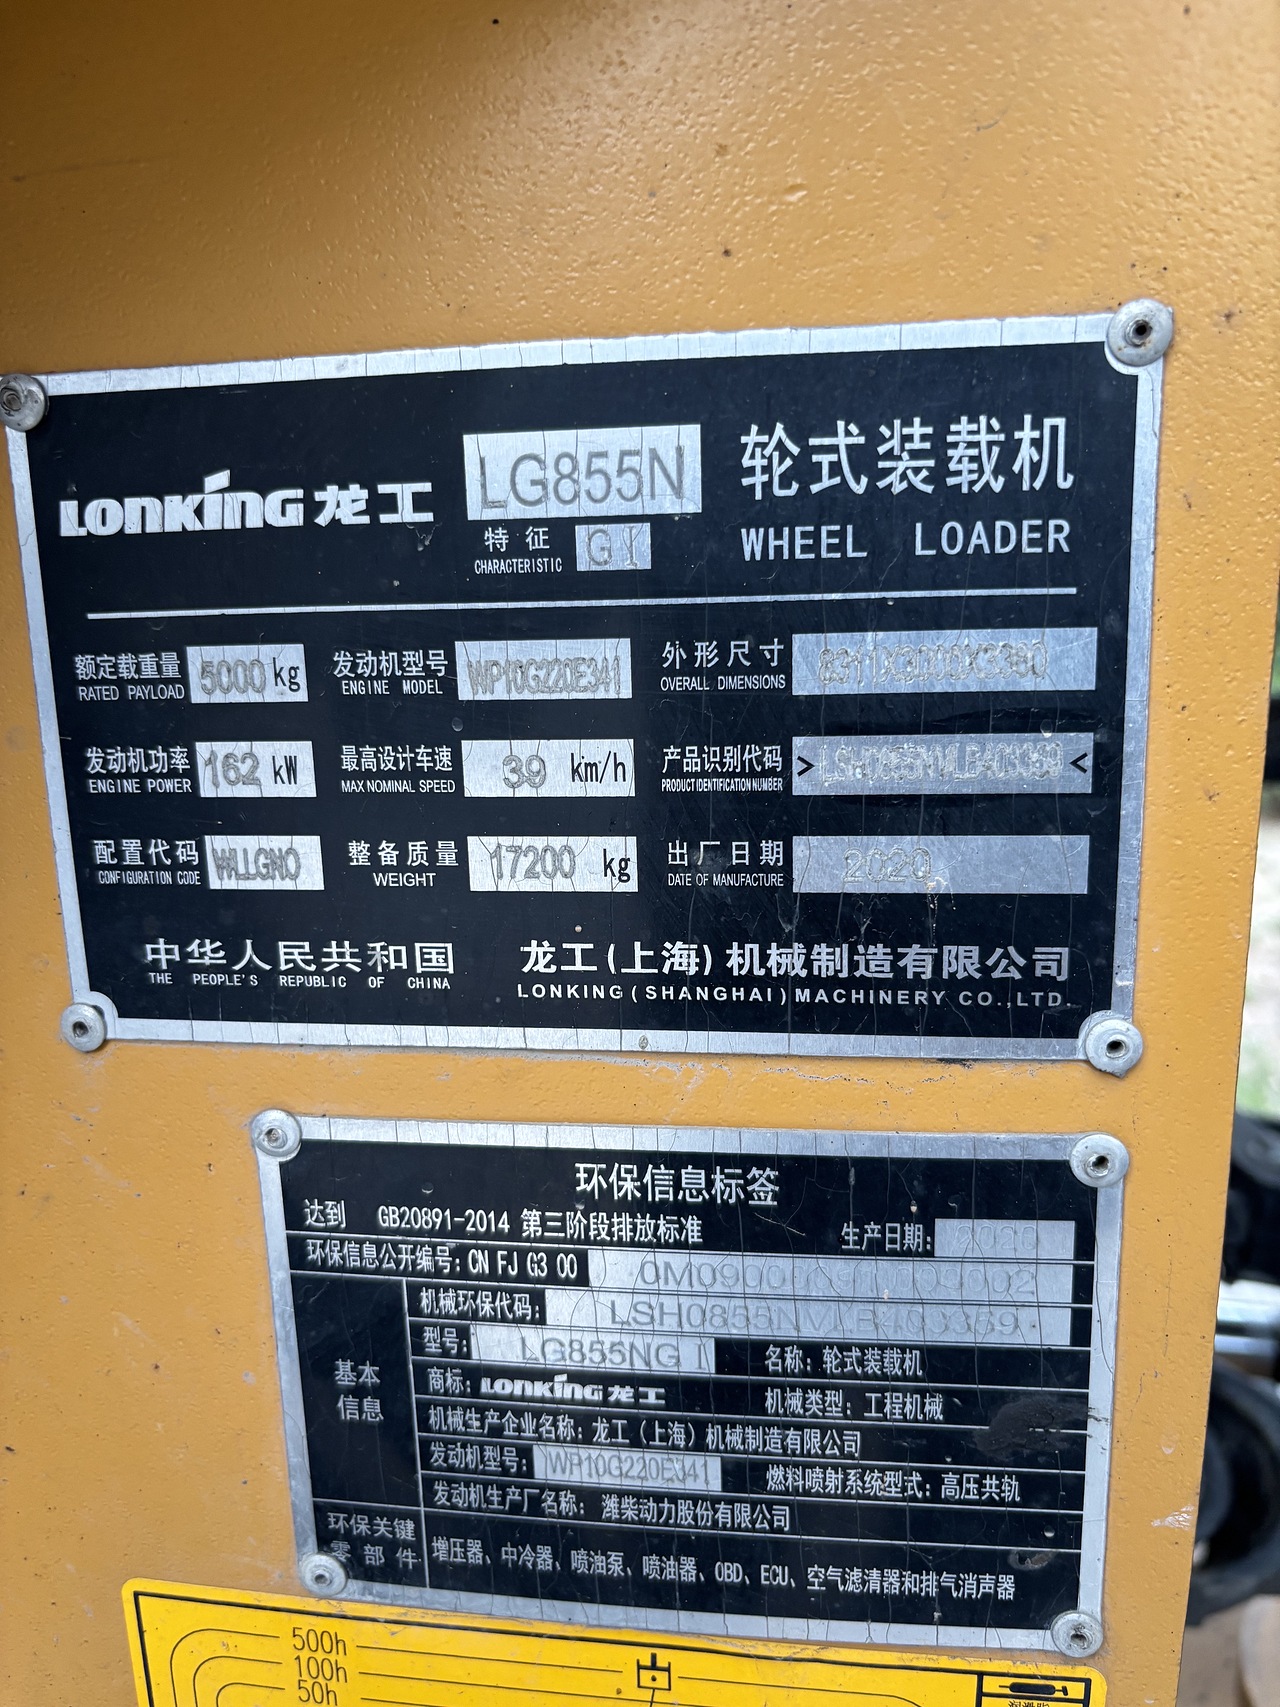 LONKING 龙工 LG855N 轮式装载机
特征 G I
CHARACTERISTIC
WHEEL LOADER
额定载重量 5000 kg 发动机型号 WP10G220E341 外形尺寸
RATED PAYLOAD ENGINE MODEL OVERALL DIMENSIONS
发动机功率 162 kW 最高设计车速 39 km/h 产品识别代码 > <
ENGINE POWER MAX NOMINAL SPEED PRODUCT IDENTIFICATION NUMBER
配置代码 整备质量 17200 kg 出厂日期 2020
CONFIGURATION CODE WEIGHT DATE OF MANUFACTURE
中华人民共和国 龙工(上海)机械制造有限公司
THE PEOPLE'S REPUBLIC OF CHINA LONKING(SHANGHAI)MACHINERY CO.,LTD.
环保信息标签
达到 GB20891-2014 第三阶段排放标准 生产日期: 2020
环保信息公开编号: CN FJ G3 00
机械环保代码:
型号: LG855NG I 名称: 轮式装载机
基本信息
商标: LONKING 龙工 机械类型: 工程机械
机械生产企业名称: 龙工(上海)机械制造有限公司
发动机型号: WP10G220E341 燃料喷射系统型式: 高压共轨
发动机生产厂名称: 潍柴动力股份有限公司
环保关键零部件 增压器、中冷器、喷油泵、喷油器、OBD、ECU、空气滤清器和排气消声器
500h
100h
50h